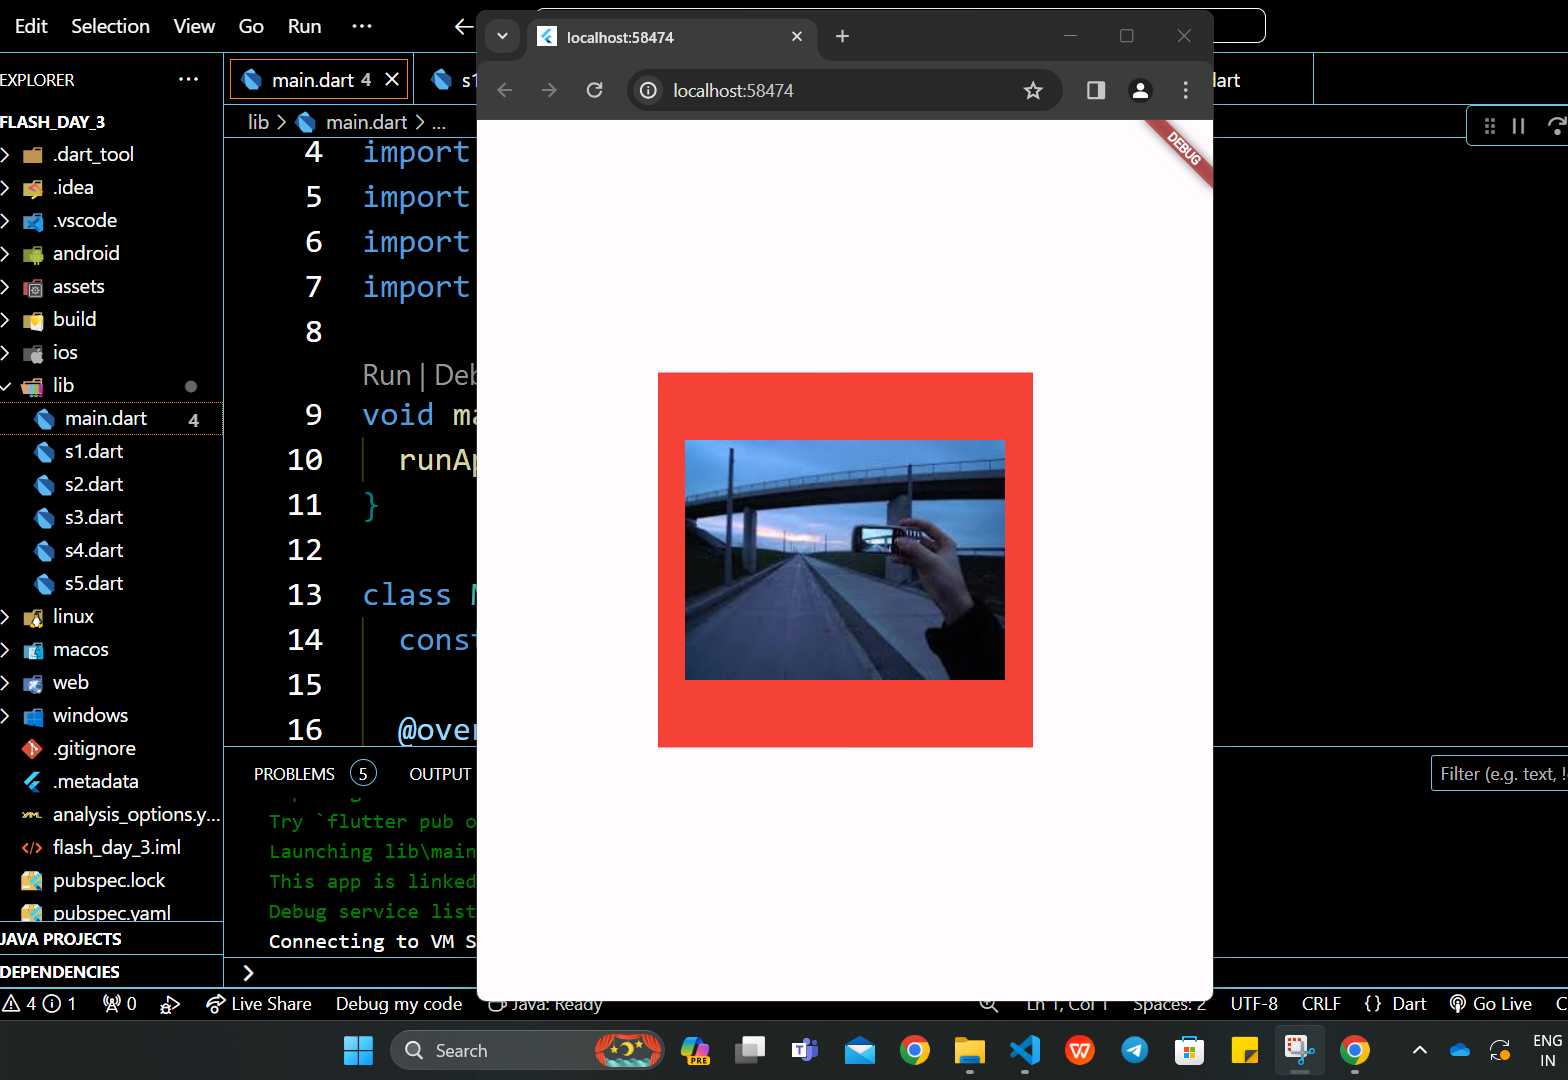 Edit Selection View Go Run ...
EXPLORER ...
FLASH_DAY_3
.dart_tool
.idea
.vscode
android
assets
build
ios
lib
main.dart 4
s1.dart
s2.dart
s3.dart
s4.dart
s5.dart
linux
macos
web
windows
.gitignore
.metadata
analysis_options.y...
flash_day_3.iml
pubspec.lock
pubspec.yaml
JAVA PROJECTS
DEPENDENCIES
main.dart 4
s1
dart
lib > main.dart > ...
4 import
5 import
6 import
7 import
8
Run | Deb
9 void ma
10 runAp
11 }
12
13 class M
14 const
15
16 @over
localhost:58474
localhost:58474
DEBUG
PROBLEMS 5 OUTPUT
Filter (e.g. text, !
Try `flutter pub o
Launching lib\main
This app is linked
Debug service list
Connecting to VM S
>
4 1 0 Live Share Debug my code Java: Ready Ln 1, Col 1 Spaces: 2 UTF-8 CRLF {} Dart Go Live
Search
PRE
ENG
IN